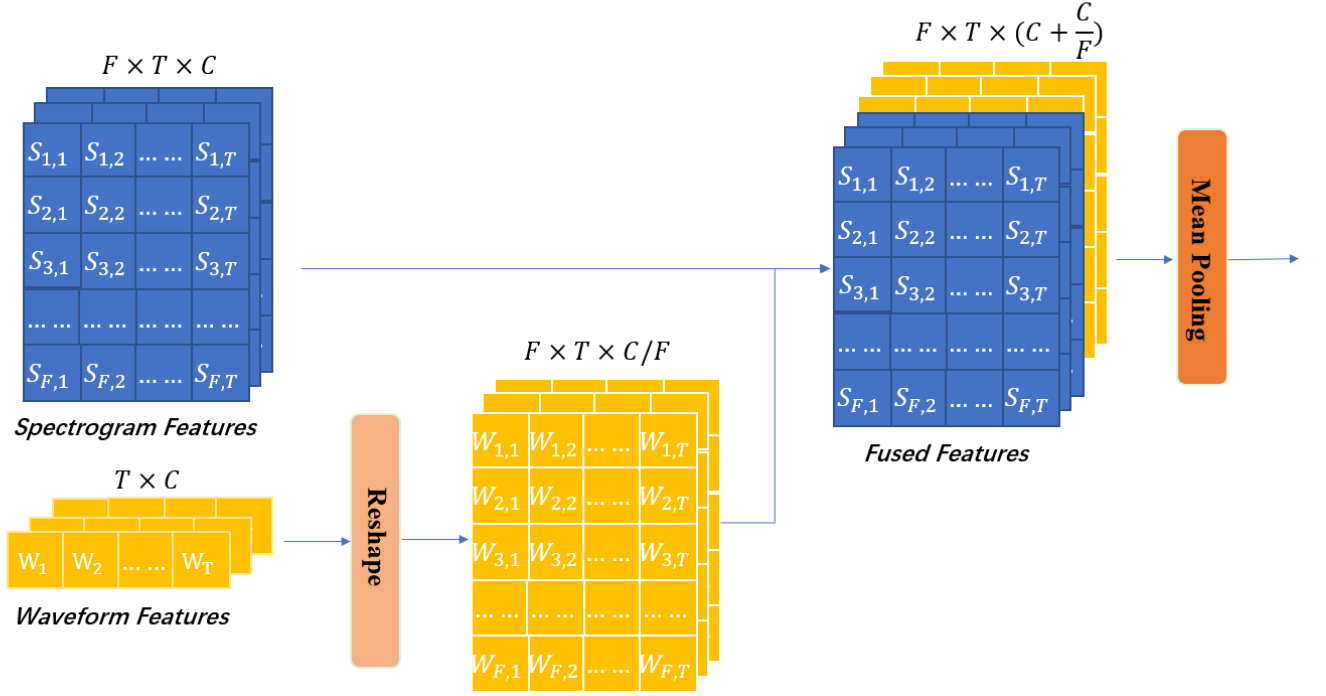 F × T × C
S1,1 S1,2 ... ... S1,T
S2,1 S2,2 ... ... S2,T
S3,1 S3,2 ... ... S3,T
... ... ... ... ... ... ... ...
SF,1 SF,2 ... ... SF,T
Spectrogram Features
T × C
W1 W2 ... ... WT
Waveform Features
Reshape
F × T × C/F
W1,1 W1,2 ... ... W1,T
W2,1 W2,2 ... ... W2,T
W3,1 W3,2 ... ... W3,T
... ... ... ... ... ... ... ...
WF,1 WF,2 ... ... WF,T
F × T × (C + C/F)
S1,1 S1,2 ... ... S1,T
S2,1 S2,2 ... ... S2,T
S3,1 S3,2 ... ... S3,T
... ... ... ... ... ... ... ...
SF,1 SF,2 ... ... SF,T
Fused Features
Mean Pooling